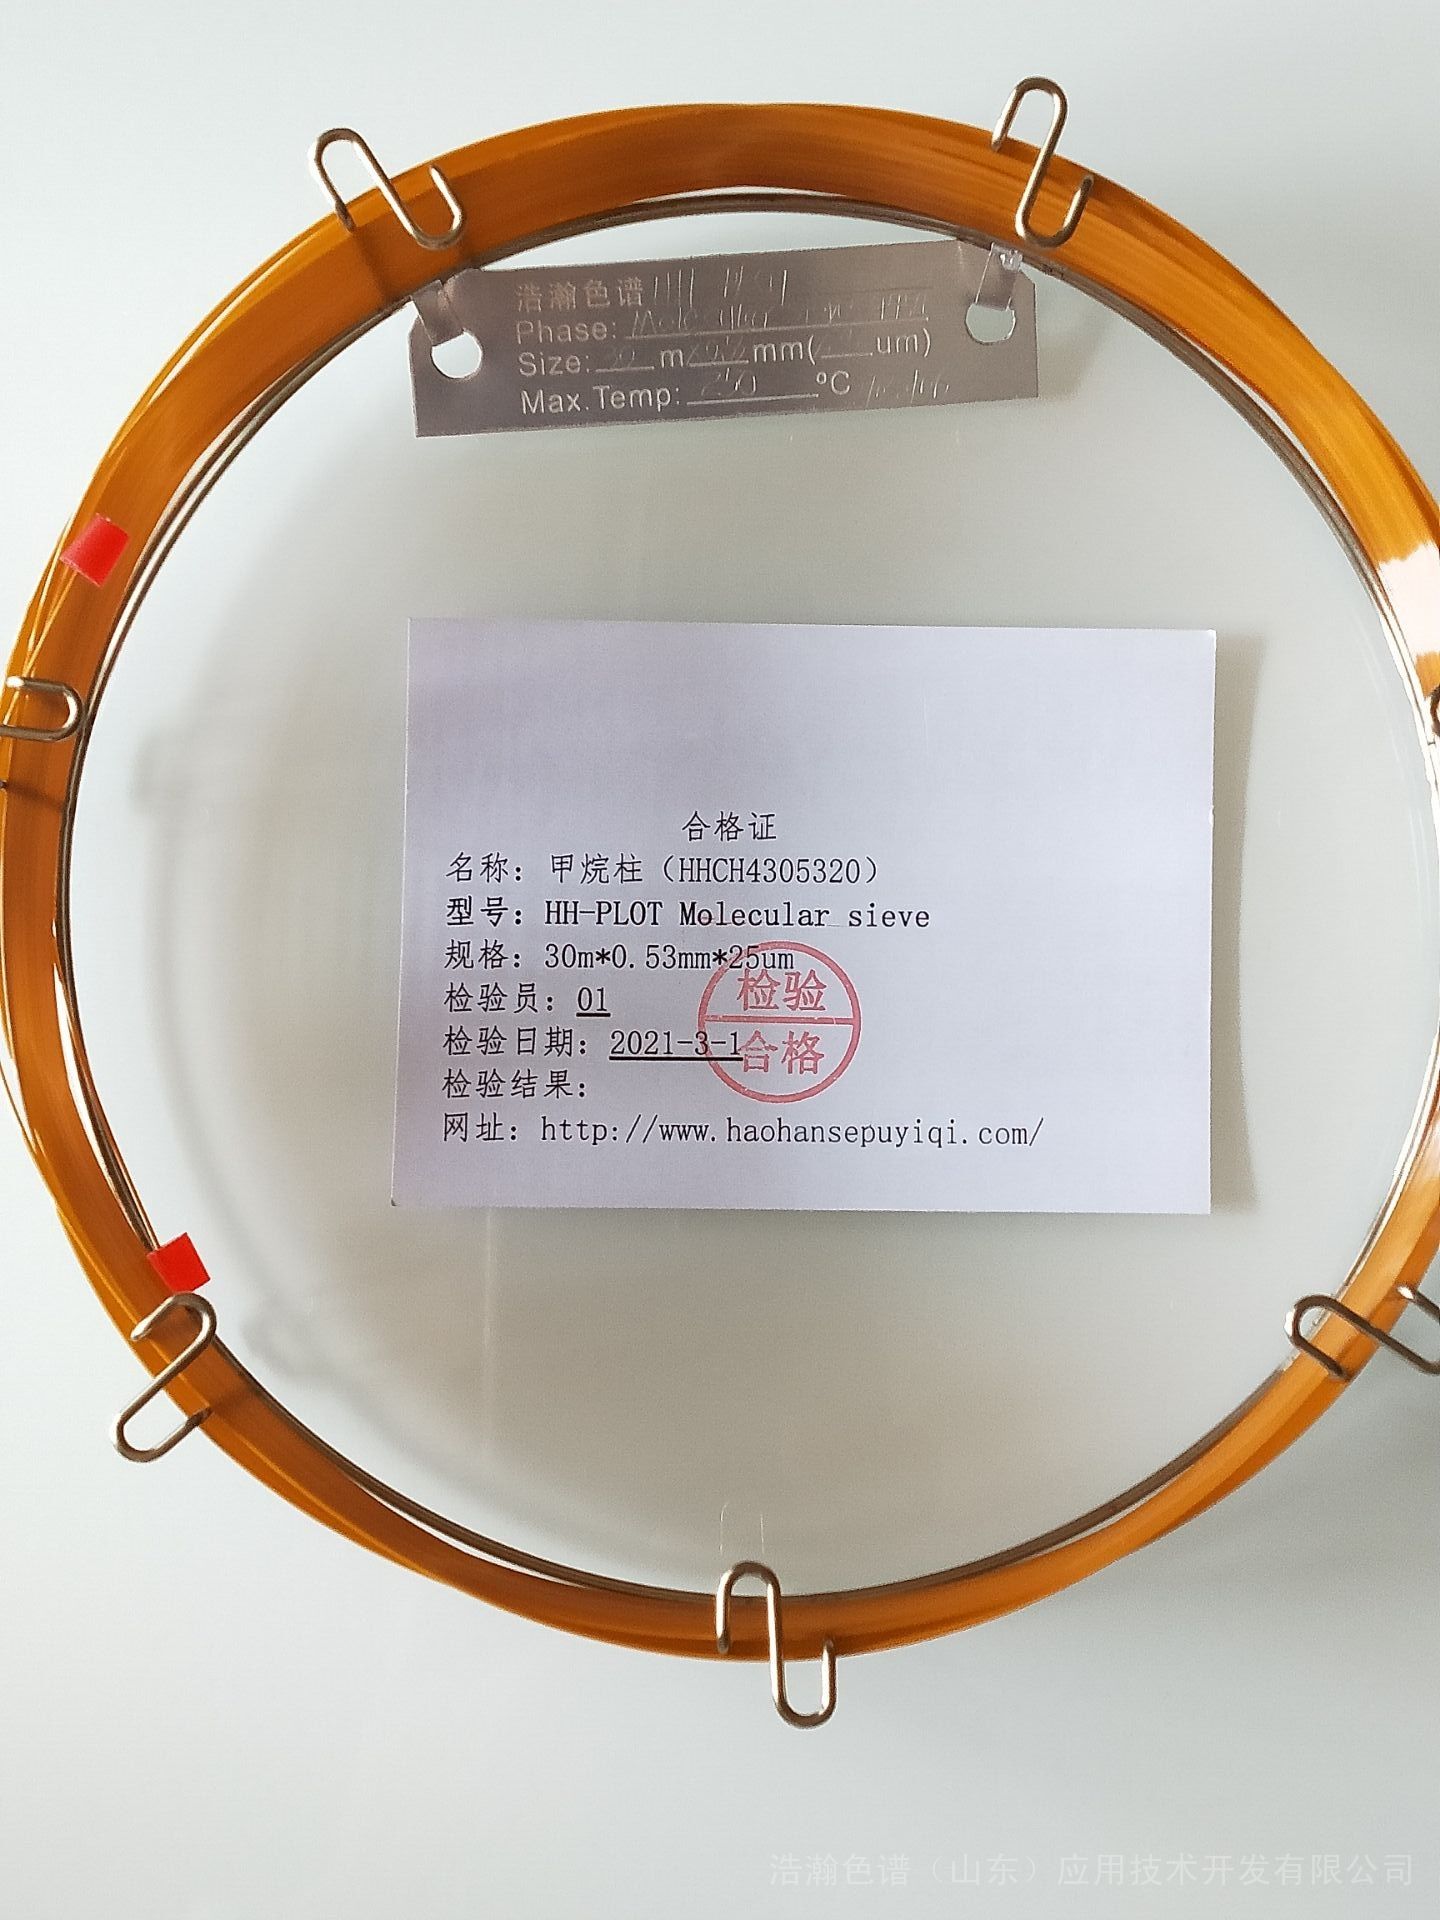 浩瀚色谱
Phase:
Size: 30 m mm( um)
Max.Temp: °C
合格证
名称：甲烷柱（HHCH4305320）
型号：HH-PLOT Molecular sieve
规格：30m*0.53mm*25um
检验员：01
检验日期：2021-3-1
检验结果：
网址：http://www.haohansepuyiqi.com/
检验
合格
浩瀚色谱（山东）应用技术开发有限公司